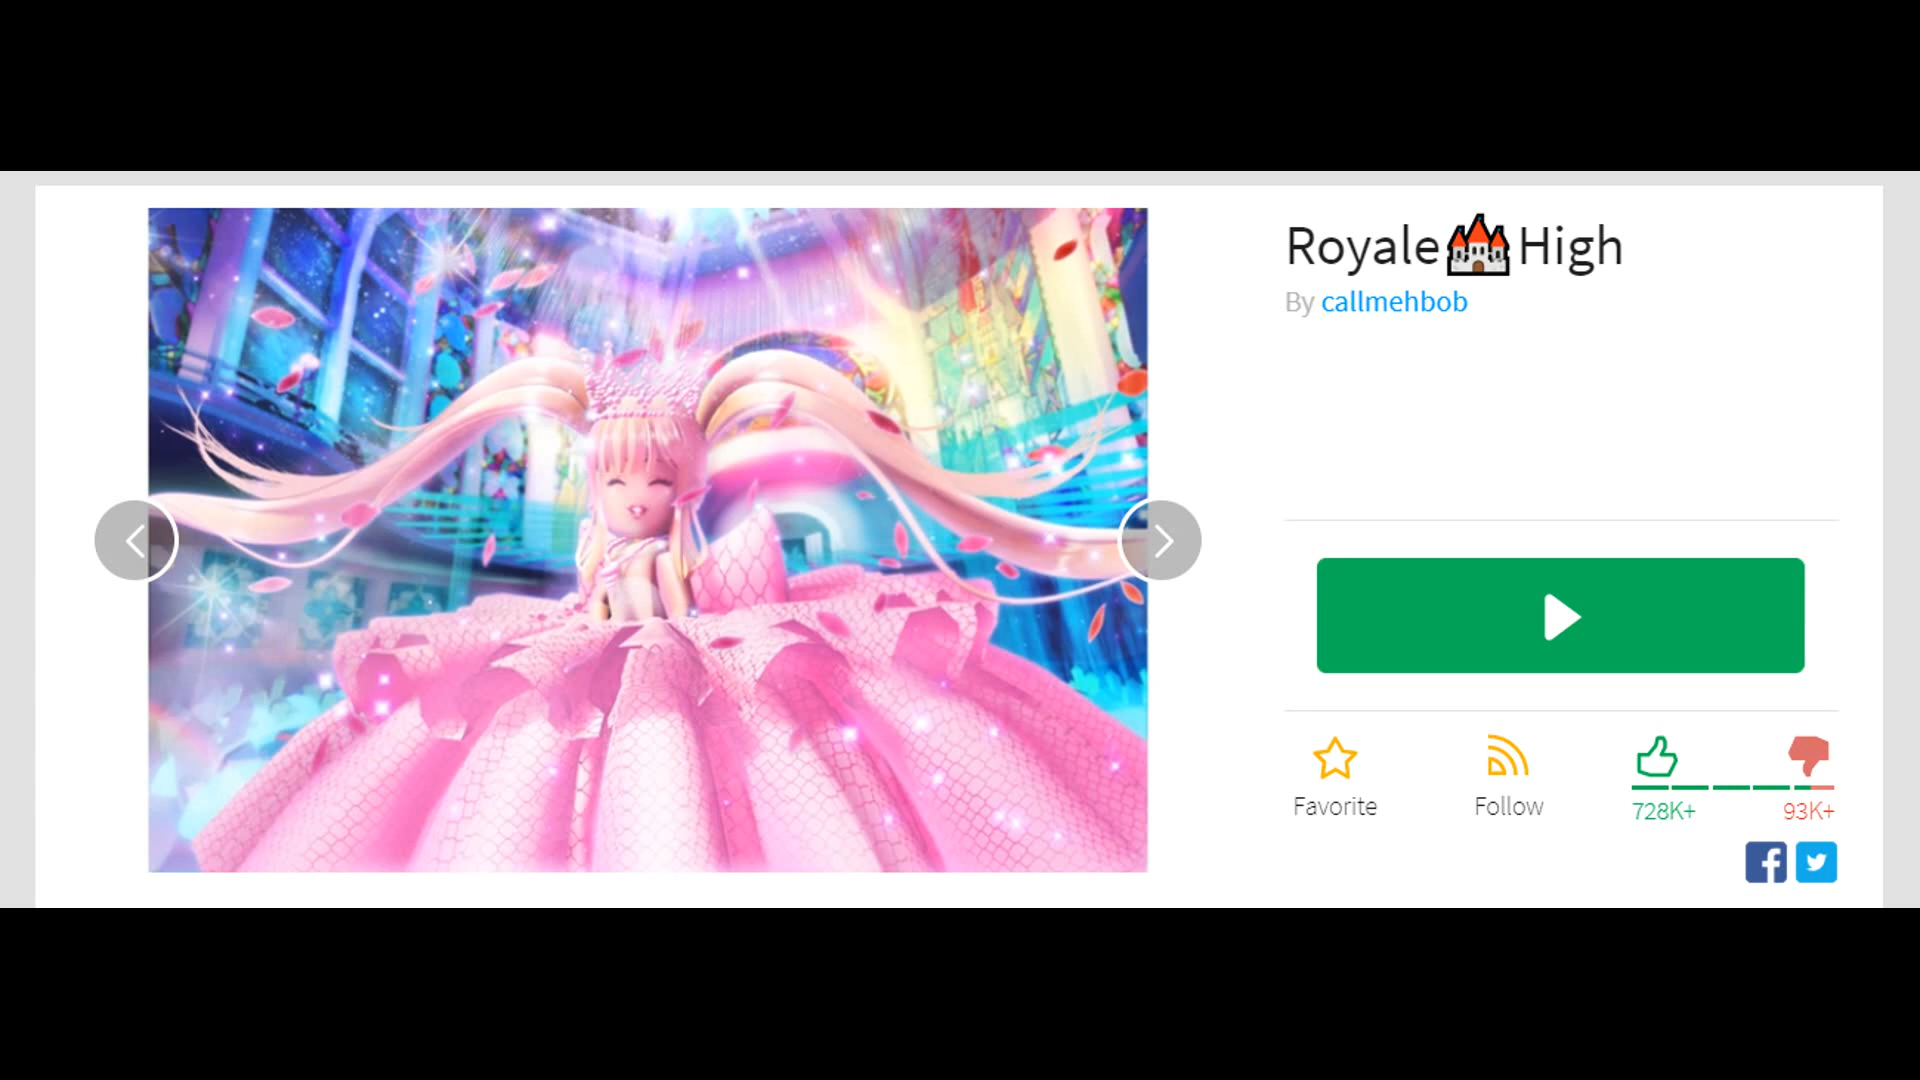 Royale🏰High
By callmehbob
Favorite
Follow
728K+
93K+